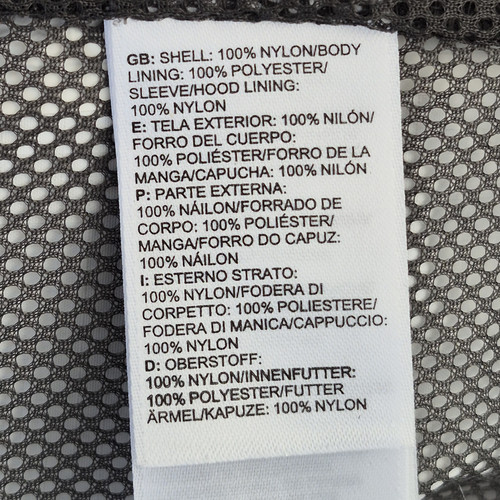 GB: SHELL: 100% NYLON/BODY
LINING: 100% POLYESTER/
SLEEVE/HOOD LINING:
100% NYLON
E: TELA EXTERIOR: 100% NILÓN/
FORRO DEL CUERPO:
100% POLIÉSTER/FORRO DE LA
MANGA/CAPUCHA: 100% NILÓN
P: PARTE EXTERNA:
100% NÁILON/FORRADO DE
CORPO: 100% POLIÉSTER/
MANGA/FORRO DO CAPUZ:
100% NÁILON
I: ESTERNO STRATO:
100% NYLON/FODERA DI
CORPETTO: 100% POLIESTERE/
FODERA DI MANICA/CAPPUCCIO:
100% NYLON
D: OBERSTOFF:
100% NYLON/INNENFUTTER:
100% POLYESTER/FUTTER
ÄRMEL/KAPUZE: 100% NYLON